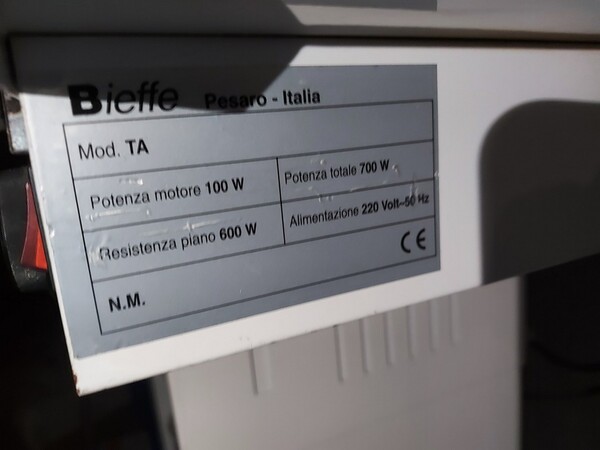 Bieffe Pesaro - Italia
Mod. TA
Potenza motore 100 W
Potenza totale 700 W
Resistenza piano 600 W
Alimentazione 220 Volt-50 Hz
CE
N.M.